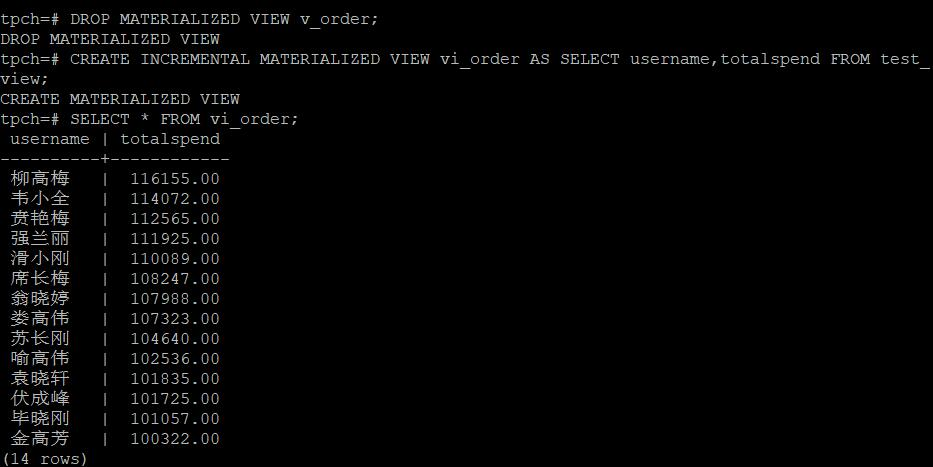 tpch=# DROP MATERIALIZED VIEW v_order;
DROP MATERIALIZED VIEW
tpch=# CREATE INCREMENTAL MATERIALIZED VIEW vi_order AS SELECT username,totalspend FROM test_
view;
CREATE MATERIALIZED VIEW
tpch=# SELECT * FROM vi_order;
 username | totalspend
----------+------------
 柳高梅   |  116155.00
 韦小全   |  114072.00
 贲艳梅   |  112565.00
 强兰丽   |  111925.00
 滑小刚   |  110089.00
 席长梅   |  108247.00
 翁晓婷   |  107988.00
 娄高伟   |  107323.00
 苏长刚   |  104640.00
 喻高伟   |  102536.00
 袁晓轩   |  101835.00
 伏成峰   |  101725.00
 毕晓刚   |  101057.00
 金高芳   |  100322.00
(14 rows)